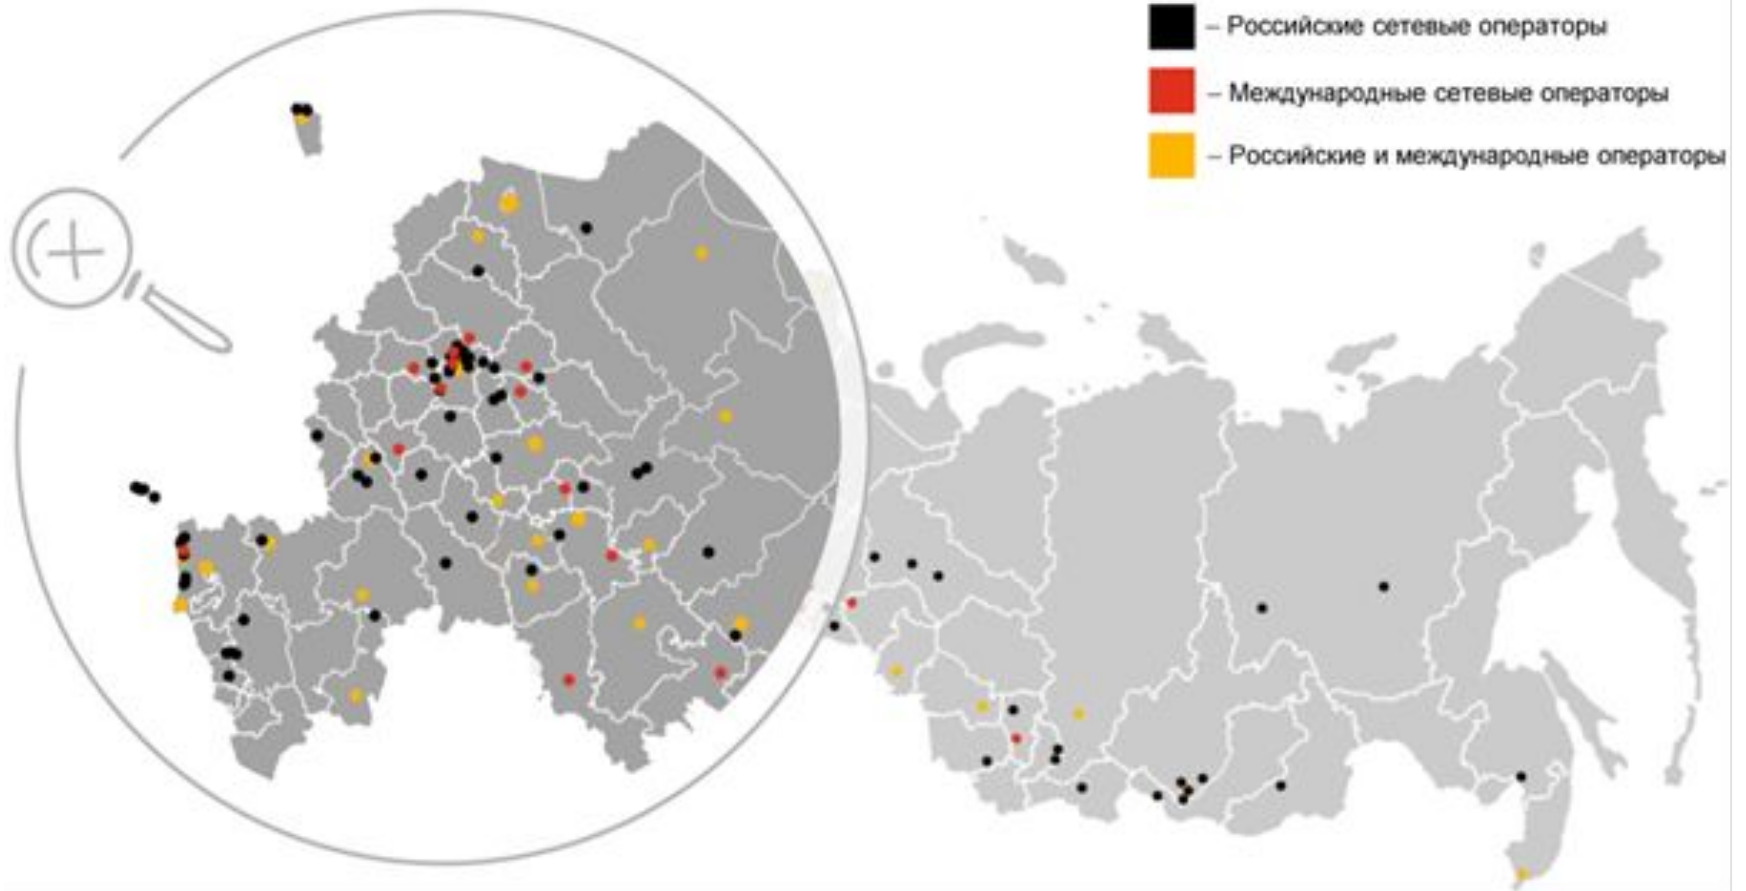 – Российские сетевые операторы
– Международные сетевые операторы
– Российские и международные операторы